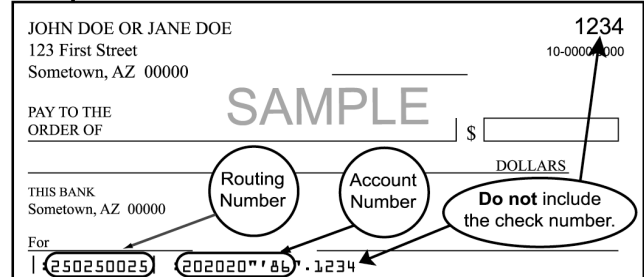 JOHN DOE OR JANE DOE 1234
123 First Street 10-0000/0000
Sometown, AZ 00000
SAMPLE
PAY TO THE
ORDER OF $
DOLLARS
Routing
Number
Account
Number
Do not include
the check number.
THIS BANK
Sometown, AZ 00000
For
250250025 202020"'86".1234